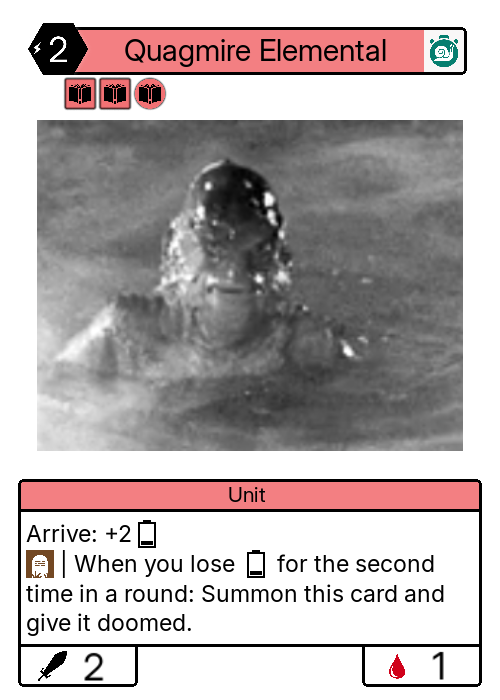 2
Quagmire Elemental
Unit
Arrive: +2
| When you lose for the second
time in a round: Summon this card and
give it doomed.
2
1